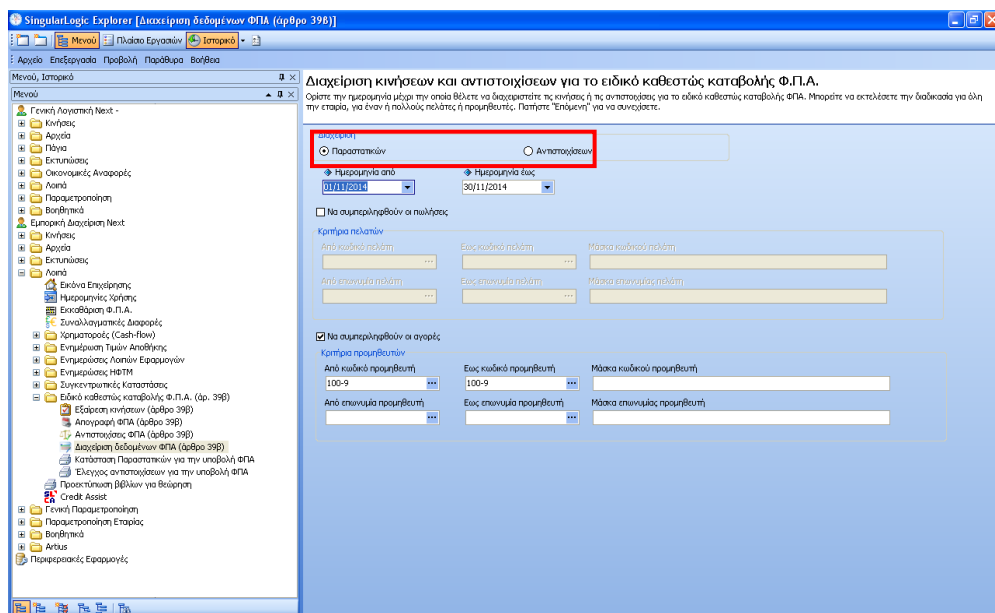 SingularLogic Explorer [Διαχείριση δεδομένων ΦΠΑ (άρθρο 39β)]
Μενού Πλαίσιο Εργασιών Ιστορικό
Αρχείο Επεξεργασία Προβολή Παράθυρα Βοήθεια
Μενού, Ιστορικό
Μενού
Γενική Λογιστική Next -
Κινήσεις
Αρχεία
Πάγια
Εκτυπώσεις
Οικονομικές Αναφορές
Λοιπά
Παραμετροποίηση
Βοηθητικά
Εμπορική Διαχείριση Next
Κινήσεις
Αρχεία
Εκτυπώσεις
Λοιπά
Εικόνα Επιχείρησης
Ημερομηνίες Χρήσης
Εκκαθάριση Φ.Π.Α.
Συναλλαγματικές Διαφορές
Χρηματοροές (Cash-flow)
Ενημέρωση Τιμών Αποθήκης
Ενημερώσεις Λοιπών Εφαρμογών
Ενημερώσεις ΗΦΤΜ
Συγκεντρωτικές Καταστάσεις
Ειδικό καθεστώς καταβολής Φ.Π.Α. (άρ. 39β)
Εξαίρεση κινήσεων (άρθρο 39β)
Απογραφή ΦΠΑ (άρθρο 39β)
Αντιστοιχίσεις ΦΠΑ (άρθρο 39β)
Διαχείριση δεδομένων ΦΠΑ (άρθρο 39β)
Κατάσταση Παραστατικών για την υποβολή ΦΠΑ
Έλεγχος αντιστοιχίσεων για την υποβολή ΦΠΑ
Προεκτύπωση βιβλίων για θεώρηση
Credit Assist
Γενική Παραμετροποίηση
Παραμετροποίηση Εταιρίας
Βοηθητικά
Artius
Περιφερειακές Εφαρμογές
Διαχείριση κινήσεων και αντιστοιχίσεων για το ειδικό καθεστώς καταβολής Φ.Π.Α.
Ορίστε την ημερομηνία μέχρι την οποία θέλετε να διαχειριστείτε τις κινήσεις ή τις αντιστοιχίσεις για το ειδικό καθεστώς καταβολής ΦΠΑ. Μπορείτε να εκτελέσετε την διαδικασία για όλη
την εταιρία, για έναν ή πολλούς πελάτες ή προμηθευτές. Πατήστε "Επόμενη" για να συνεχίσετε.
Διαχείριση
Παραστατικών Αντιστοιχίσεων
Ημερομηνία από Ημερομηνία έως
01/11/2014 30/11/2014
Να συμπεριληφθούν οι πωλήσεις
Κριτήρια πελατών
Από κωδικό πελάτη Εως κωδικό πελάτη Μάσκα κωδικού πελάτη
Από επωνυμία πελάτη Εως επωνυμία πελάτη Μάσκα επωνυμίας πελάτη
Να συμπεριληφθούν οι αγορές
Κριτήρια προμηθευτών
Από κωδικό προμηθευτή Εως κωδικό προμηθευτή Μάσκα κωδικού προμηθευτή
100-9 100-9
Από επωνυμία προμηθευτή Εως επωνυμία προμηθευτή Μάσκα επωνυμίας προμηθευτή